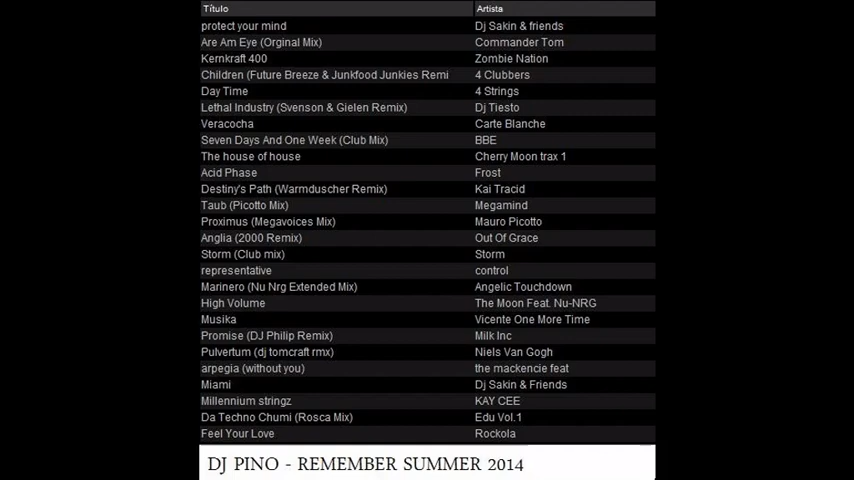 Título Artista
protect your mind Dj Sakin & friends
Are Am Eye (Orginal Mix) Commander Tom
Kernkraft 400 Zombie Nation
Children (Future Breeze & Junkfood Junkies Remi 4 Clubbers
Day Time 4 Strings
Lethal Industry (Svenson & Gielen Remix) Dj Tiesto
Veracocha Carte Blanche
Seven Days And One Week (Club Mix) BBE
The house of house Cherry Moon trax 1
Acid Phase Frost
Destiny's Path (Warmduscher Remix) Kai Tracid
Taub (Picotto Mix) Megamind
Proximus (Megavoices Mix) Mauro Picotto
Anglia (2000 Remix) Out Of Grace
Storm (Club mix) Storm
representative control
Marinero (Nu Nrg Extended Mix) Angelic Touchdown
High Volume The Moon Feat. Nu-NRG
Musika Vicente One More Time
Promise (DJ Philip Remix) Milk Inc
Pulvertum (dj tomcraft rmx) Niels Van Gogh
arpegia (without you) the mackencie feat
Miami Dj Sakin & Friends
Millennium stringz KAY CEE
Da Techno Chumi (Rosca Mix) Edu Vol.1
Feel Your Love Rockola
DJ PINO - REMEMBER SUMMER 2014